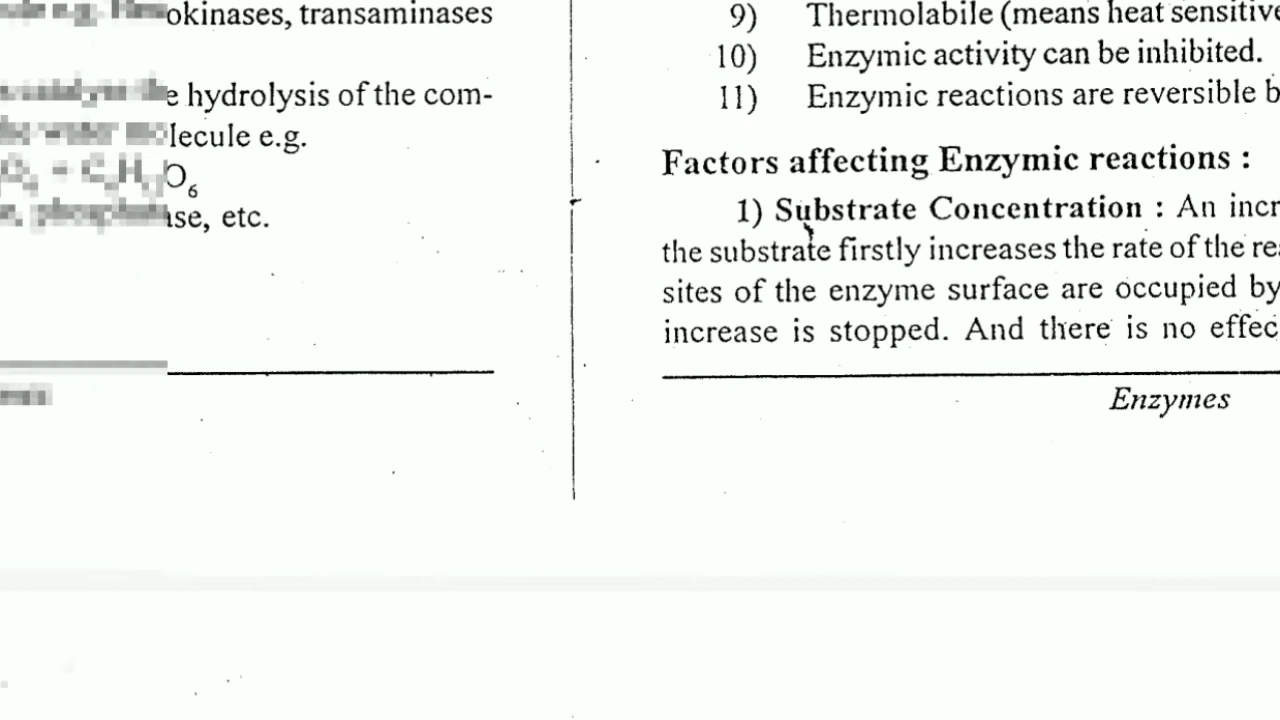 okinases, transaminases
e hydrolysis of the com-
lecule e.g.
O6
ase, etc.
9) Thermolabile (means heat sensitive
10) Enzymic activity can be inhibited.
11) Enzymic reactions are reversible b
Factors affecting Enzymic reactions :
1) Substrate Concentration : An incr
the substrate firstly increases the rate of the rea
sites of the enzyme surface are occupied by
increase is stopped. And there is no effec
Enzymes